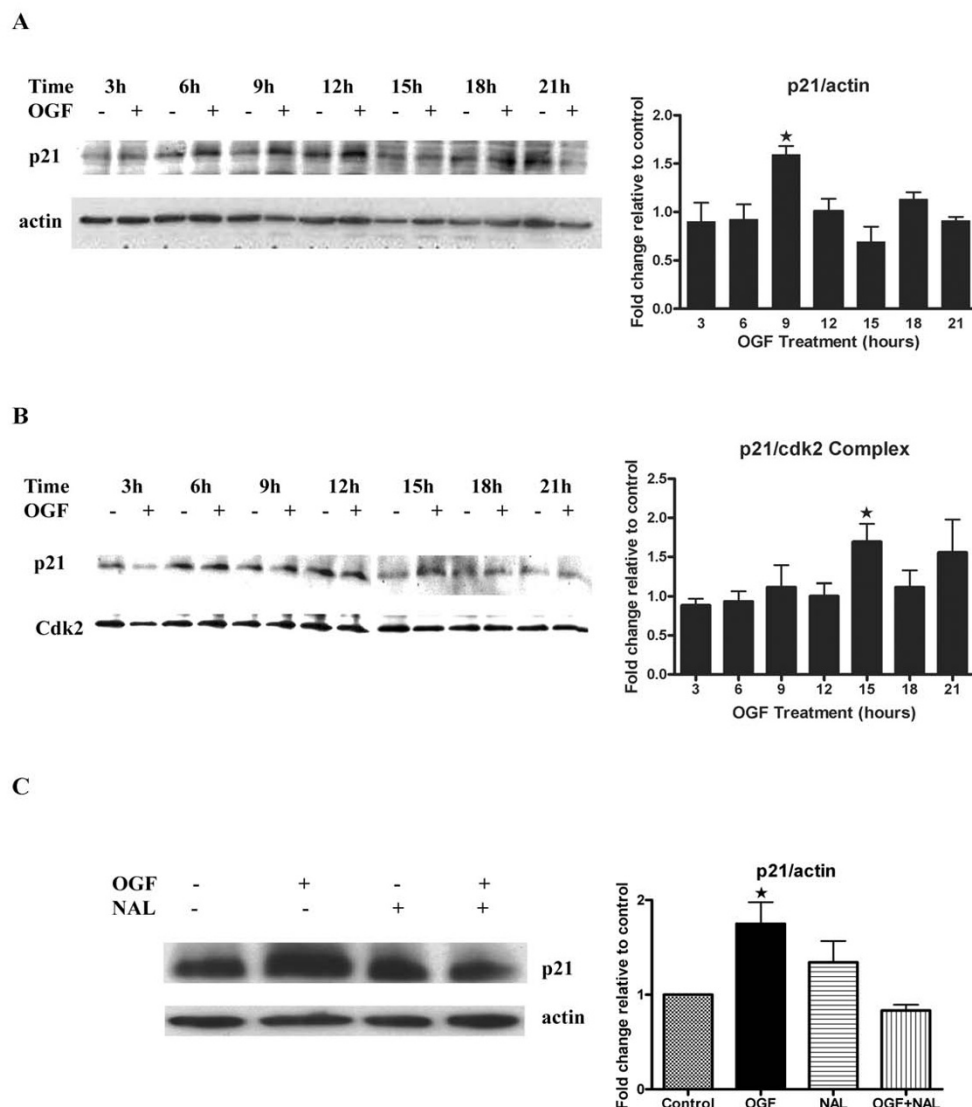 A
Time 3h 6h 9h 12h 15h 18h 21h
OGF - + - + - + - + - + - + - +
p21
actin
p21/actin
Fold change relative to control
2.0
1.5
1.0
0.5
0.0
★
3 6 9 12 15 18 21
OGF Treatment (hours)
B
Time 3h 6h 9h 12h 15h 18h 21h
OGF - + - + - + - + - + - + - +
p21
Cdk2
p21/cdk2 Complex
Fold change relative to control
2.5
2.0
1.5
1.0
0.5
0.0
★
3 6 9 12 15 18 21
OGF Treatment (hours)
C
OGF - + - +
NAL - - + +
p21
actin
p21/actin
Fold change relative to control
2
1
0
★
Control OGF NAL OGF+NAL